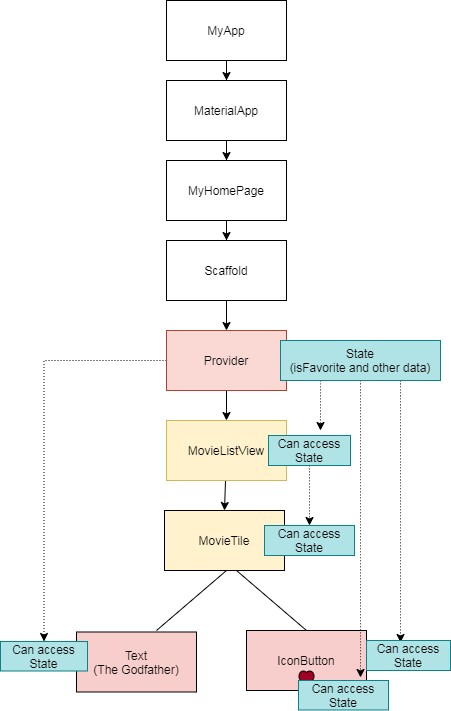 MyApp
MaterialApp
MyHomePage
Scaffold
Provider
State
(isFavorite and other data)
MovieListView
Can access
State
MovieTile
Can access
State
Can access
State
Text
(The Godfather)
IconButton
Can access
State
Can access
State